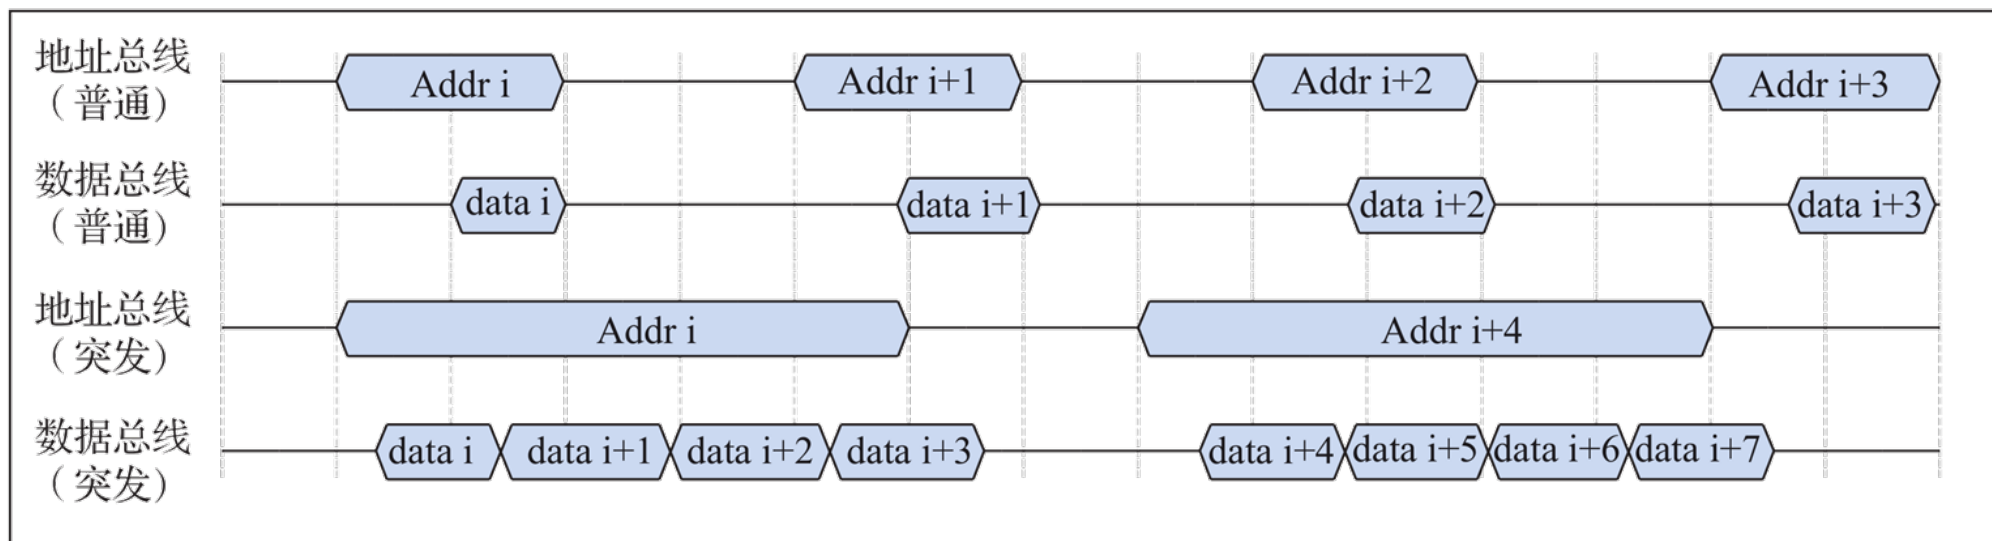 地址总线
（普通）
Addr i
Addr i+1
Addr i+2
Addr i+3
数据总线
（普通）
data i
data i+1
data i+2
data i+3
地址总线
（突发）
Addr i
Addr i+4
数据总线
（突发）
data i
data i+1
data i+2
data i+3
data i+4
data i+5
data i+6
data i+7